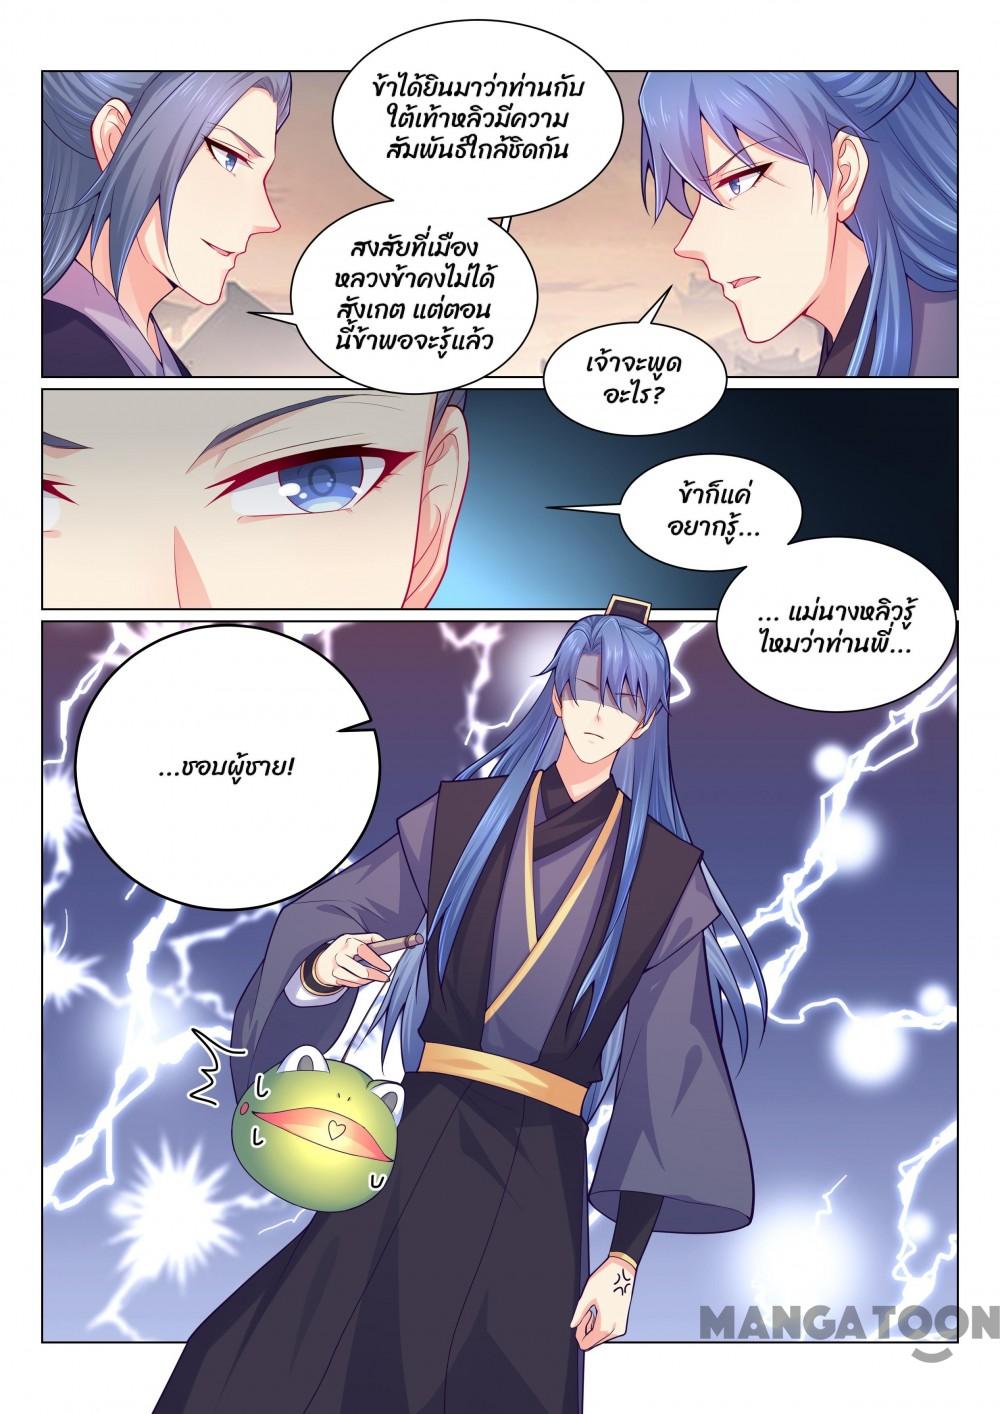 ข้าได้ยินมาว่าท่านกับ
ใต้เท้าหลิวมีความ
สัมพันธ์ใกล้ชิดกัน
สงสัยที่เมือง
หลวงข้าคงไม่ได้
สังเกต แต่ตอน
นี้ข้าพอจะรู้แล้ว
เจ้าจะพูด
อะไร?
ข้าก็แค่
อยากรู้...
... แม่นางหลิวรู้
ไหมว่าท่านพี่...
...ชอบผู้ชาย!
MANGATOON